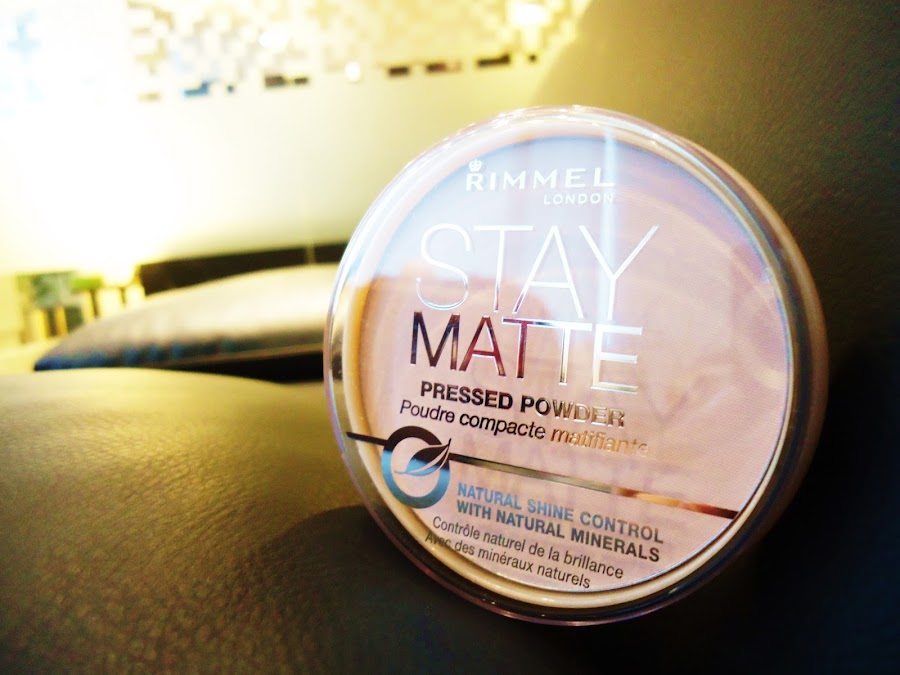 RIMMEL
LONDON
STAY
MATTE
PRESSED POWDER
Poudre compacte matifiante
NATURAL SHINE CONTROL
WITH NATURAL MINERALS
Contrôle naturel de la brillance
Avec des minéraux naturels